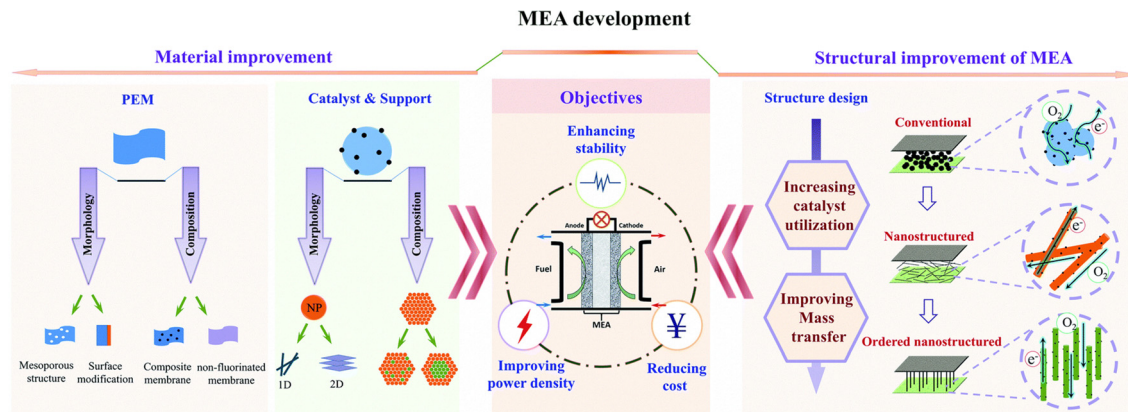 MEA development
Material improvement
Structural improvement of MEA
PEM
Morphology
Composition
Mesoporous
structure
Surface
modification
Composite
membrane
non-fluorinated
membrane
Catalyst & Support
Morphology
Composition
NP
1D
2D
Objectives
Enhancing
stability
Anode
Cathode
Fuel
Air
MEA
¥
Improving
power density
Reducing
cost
Structure design
Increasing
catalyst
utilization
Improving
Mass
transfer
Conventional
O2
e-
Nanostructured
e-
O2
Ordered nanostructured
O2
e-